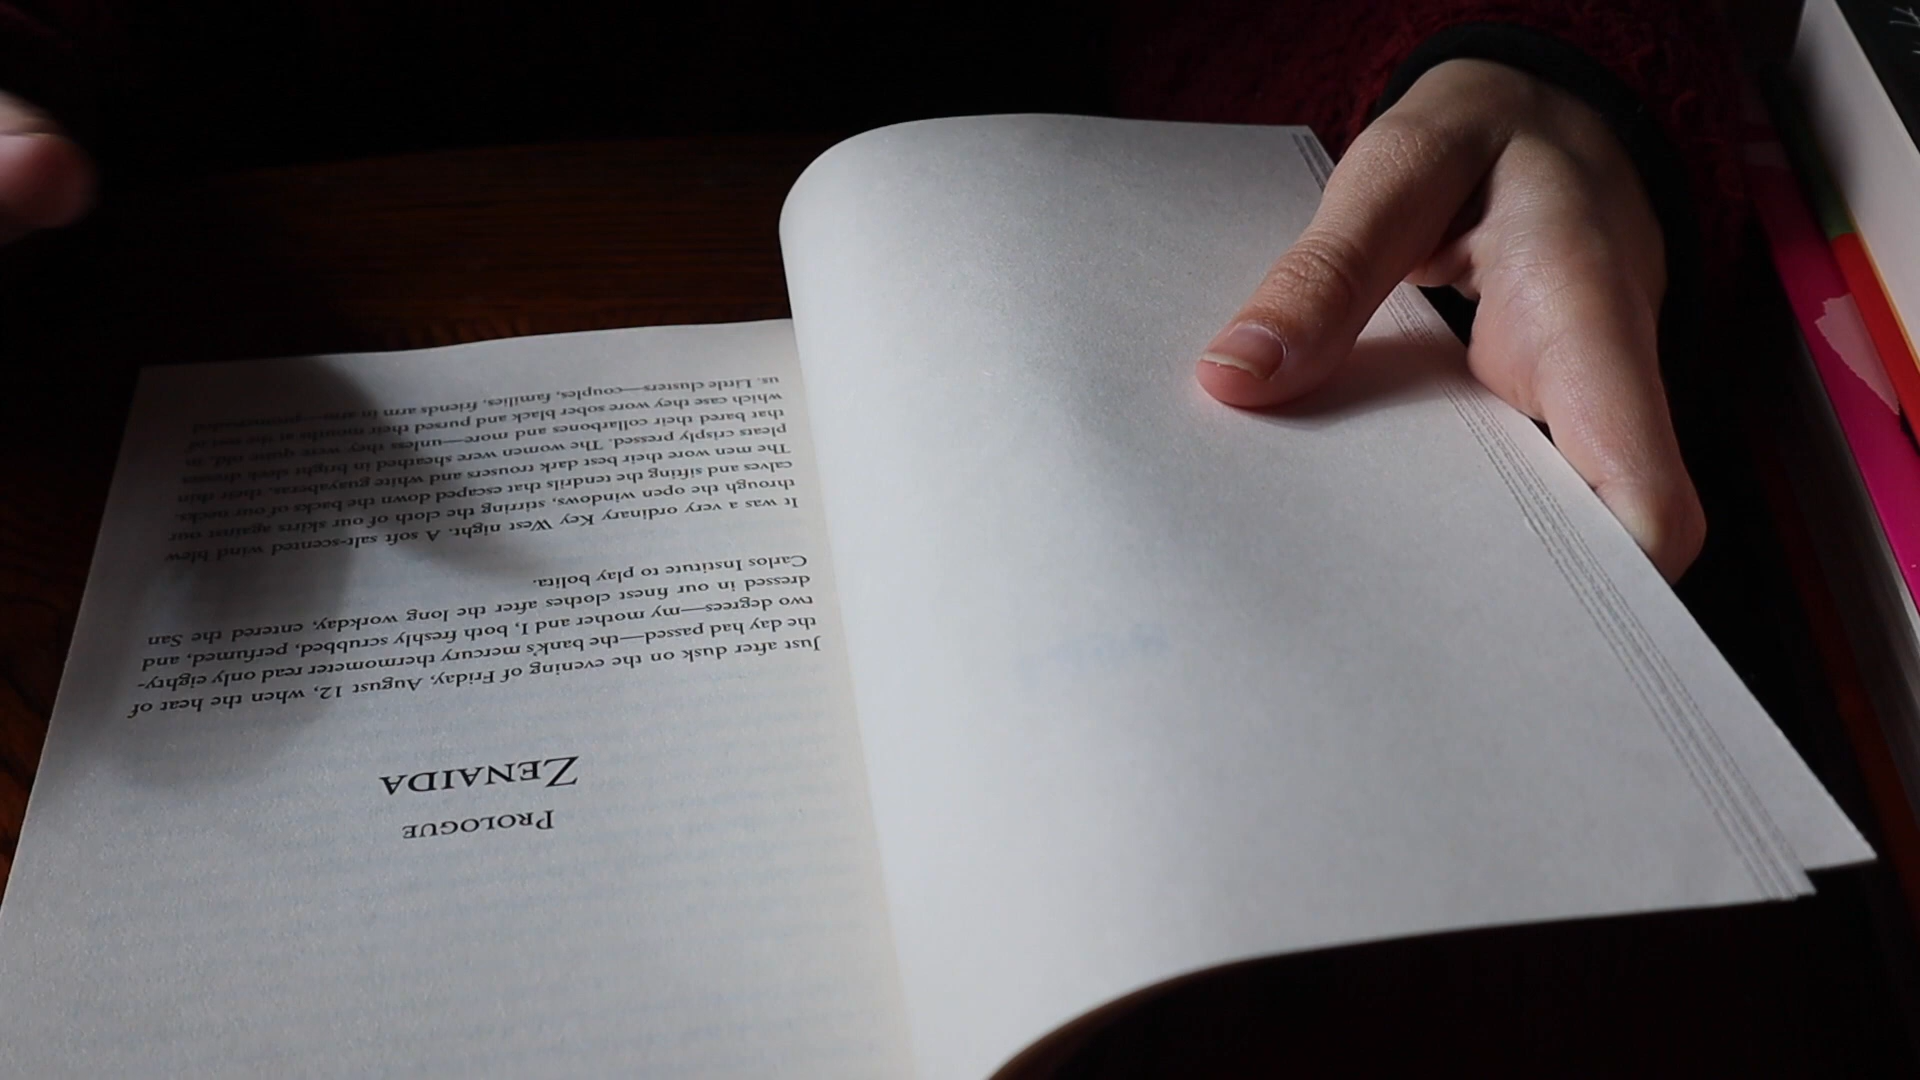 PROLOGUE
ZENAIDA
Just after dusk on the evening of Friday, August 12, when the heat of
the day had passed—the bank's mercury thermometer read only eighty-
two degrees—my mother and I, both freshly scrubbed, perfumed, and
dressed in our finest clothes after the long workday, entered the San
Carlos Institute to play bolita.
It was a very ordinary Key West night. A soft salt-scented wind blew
through the open windows, stirring the cloth of our skirts against our
calves and sifting the tendrils that escaped down the backs of our necks.
The men wore their best dark trousers and white guayaberas, their thin
pleats crisply pressed. The women were sheathed in bright sleek dresses
that bared their collarbones and more—unless they were quite old, in
which case they wore sober black and pursed their mouths at the rest of
us. Little clusters—couples, families, friends arm in arm—promenaded